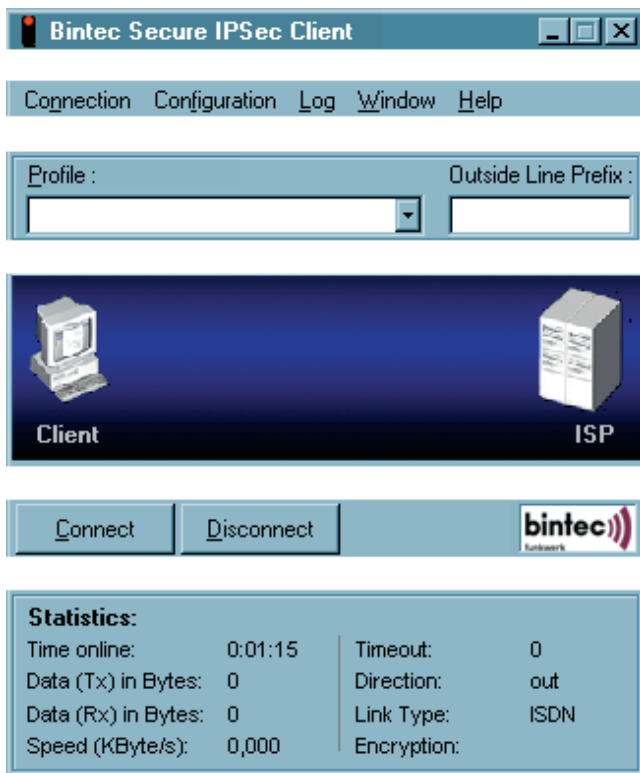 Bintec Secure IPSec Client
Connection Configuration Log Window Help
Profile : Outside Line Prefix :
Client ISP
Connect Disconnect bintec
funkwerk
Statistics:
Time online: 0:01:15 Timeout: 0
Data (Tx) in Bytes: 0 Direction: out
Data (Rx) in Bytes: 0 Link Type: ISDN
Speed (KByte/s): 0,000 Encryption: